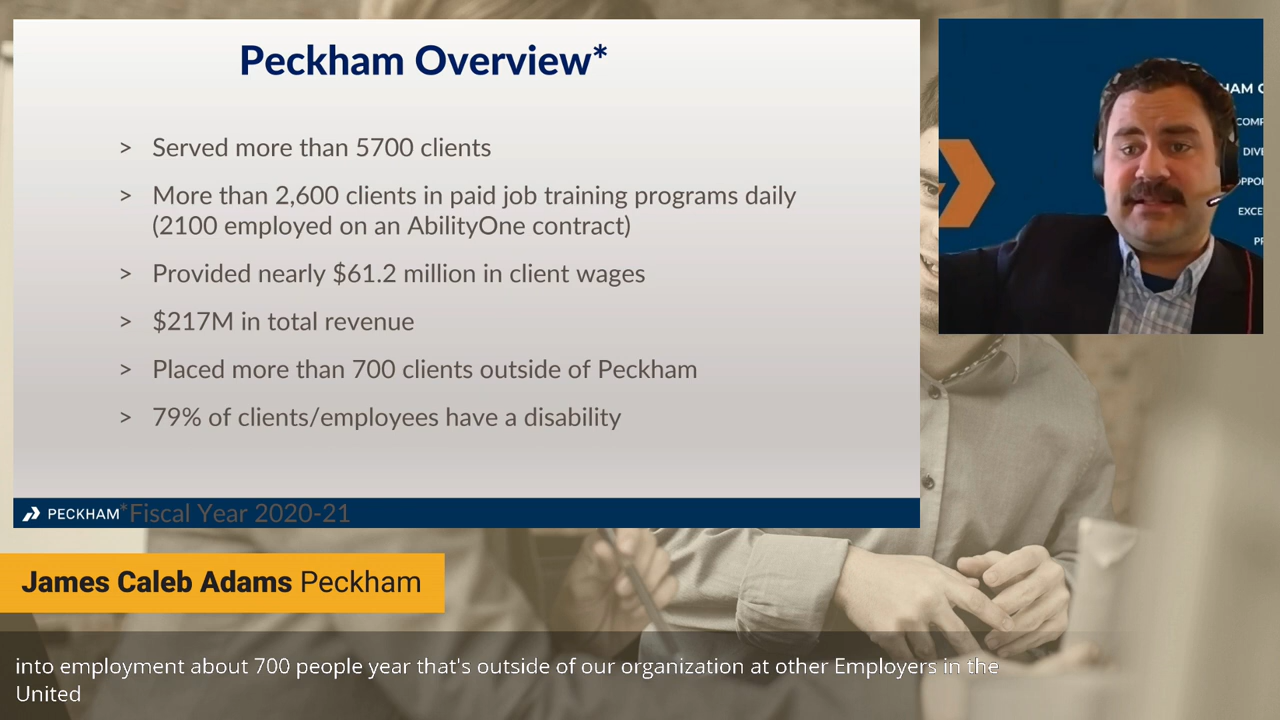 Peckham Overview*
> Served more than 5700 clients
> More than 2,600 clients in paid job training programs daily
(2100 employed on an AbilityOne contract)
> Provided nearly $61.2 million in client wages
> $217M in total revenue
> Placed more than 700 clients outside of Peckham
> 79% of clients/employees have a disability
PECKHAM
*Fiscal Year 2020-21
James Caleb Adams Peckham
into employment about 700 people year that's outside of our organization at other Employers in the
United